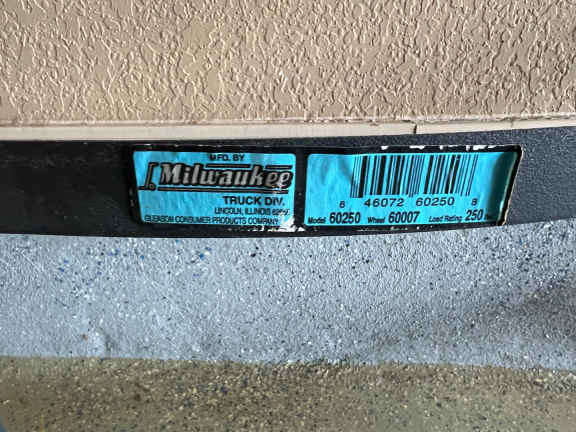 MFD. BY
Milwaukee
TRUCK DIV.
LINCOLN, ILLINOIS
GLEASON CONSUMER PRODUCTS COMPANY
8 46072 60250 8
Model 60250 Wheel 60007 Load Rating 250